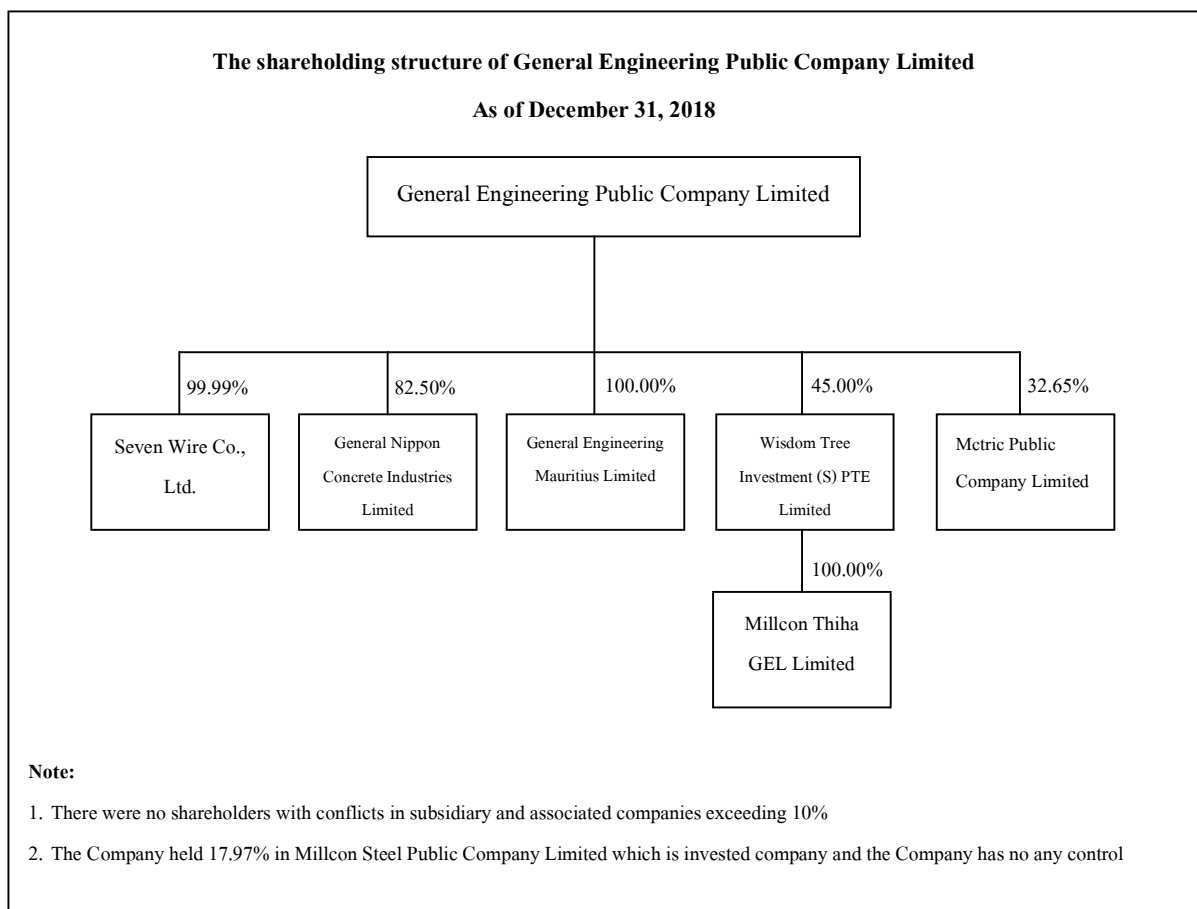 The shareholding structure of General Engineering Public Company Limited
As of December 31, 2018
General Engineering Public Company Limited
99.99%
82.50%
100.00%
45.00%
32.65%
Seven Wire Co.,
Ltd.
General Nippon
Concrete Industries
Limited
General Engineering
Mauritius Limited
Wisdom Tree
Investment (S) PTE
Limited
Mctric Public
Company Limited
100.00%
Millcon Thiha
GEL Limited
Note:
1. There were no shareholders with conflicts in subsidiary and associated companies exceeding 10%
2. The Company held 17.97% in Millcon Steel Public Company Limited which is invested company and the Company has no any control